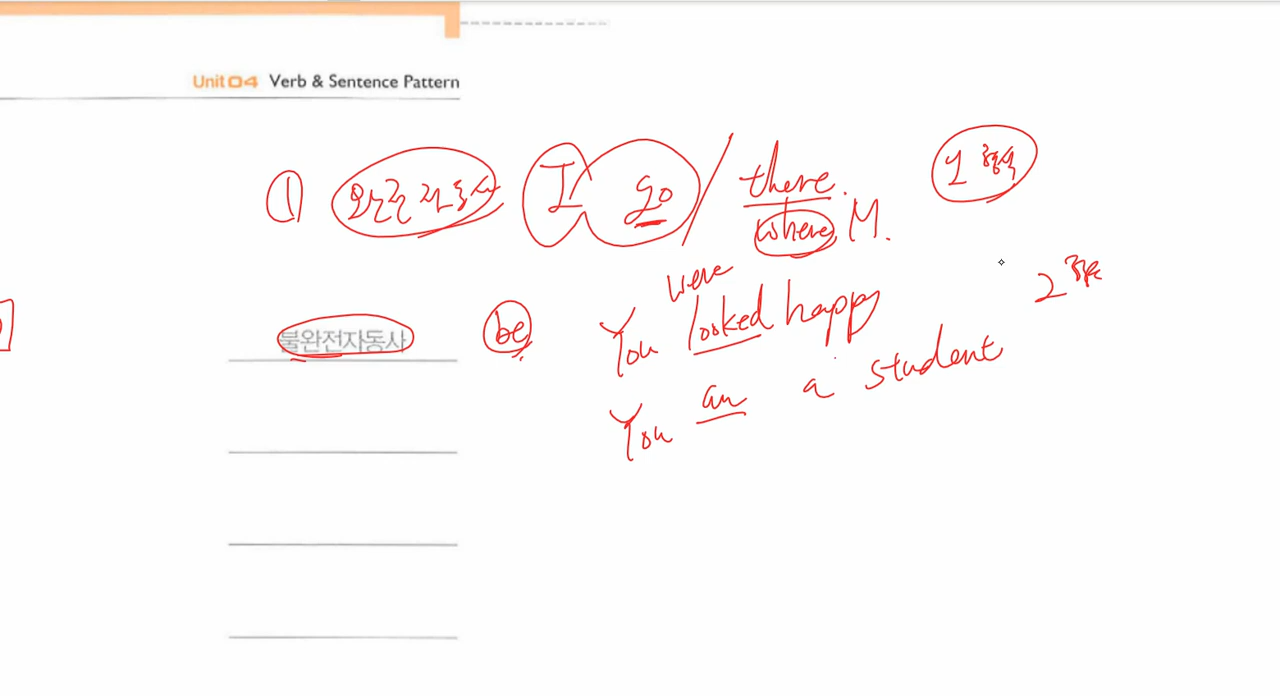 Unit 04 Verb & Sentence Pattern
① 완전자동사 I go / there. 1 형식
where, M.
were
불완전자동사 be You looked happy 2 형식
You are a student